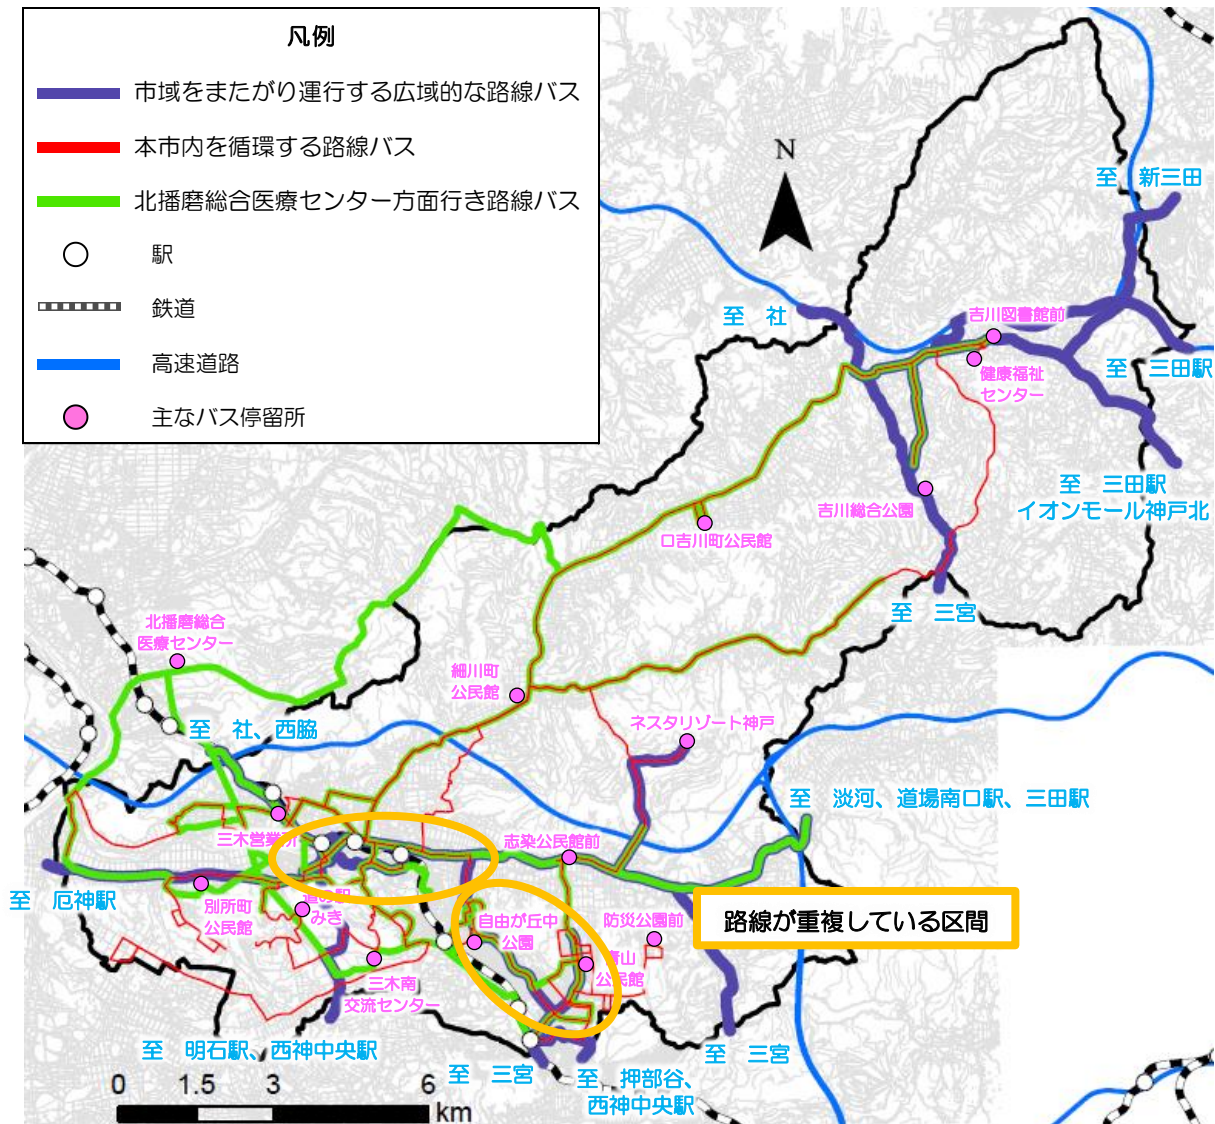 凡例
市域をまたがり運行する広域的な路線バス
本市内を循環する路線バス
北播磨総合医療センター方面行き路線バス
駅
鉄道
高速道路
主なバス停留所
N
至 新三田
至 社
吉川図書館前
至 三田駅
健康福祉
センター
至 三田駅
イオンモール神戸北
吉川総合公園
口吉川町公民館
至 三宮
北播磨総合
医療センター
細川町
公民館
ネスタリゾート神戸
至 社、西脇
至 淡河、道場南口駅、三田駅
三木営業所
志染公民館前
至 厄神駅
別所町
公民館
道の駅
みき
自由が丘中
公園
防災公園前
路線が重複している区間
青山
公民館
三木南
交流センター
至 明石駅、西神中央駅
至 三宮
至 三宮
至 押部谷、
西神中央駅
0 1.5 3 6
km